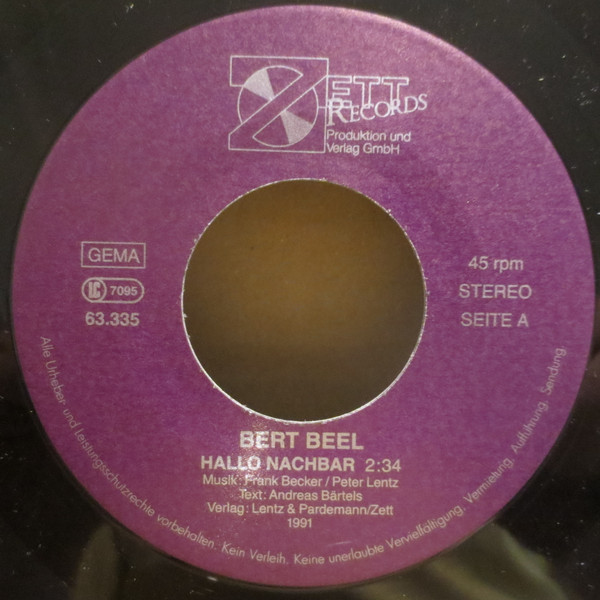 ZETT
RECORDS
Produktion und
Verlag GmbH
GEMA
LC 7095
63.335
45 rpm
STEREO
SEITE A
BERT BEEL
HALLO NACHBAR 2:34
Musik: Frank Becker / Peter Lentz
Text: Andreas Bärtels
Verlag: Lentz & Pardemann/Zett
1991
Alle Urheber- und Leistungsschutzrechte vorbehalten. Kein Verleih. Keine unerlaubte Vervielfältigung, Vermietung, Aufführung, Sendung.